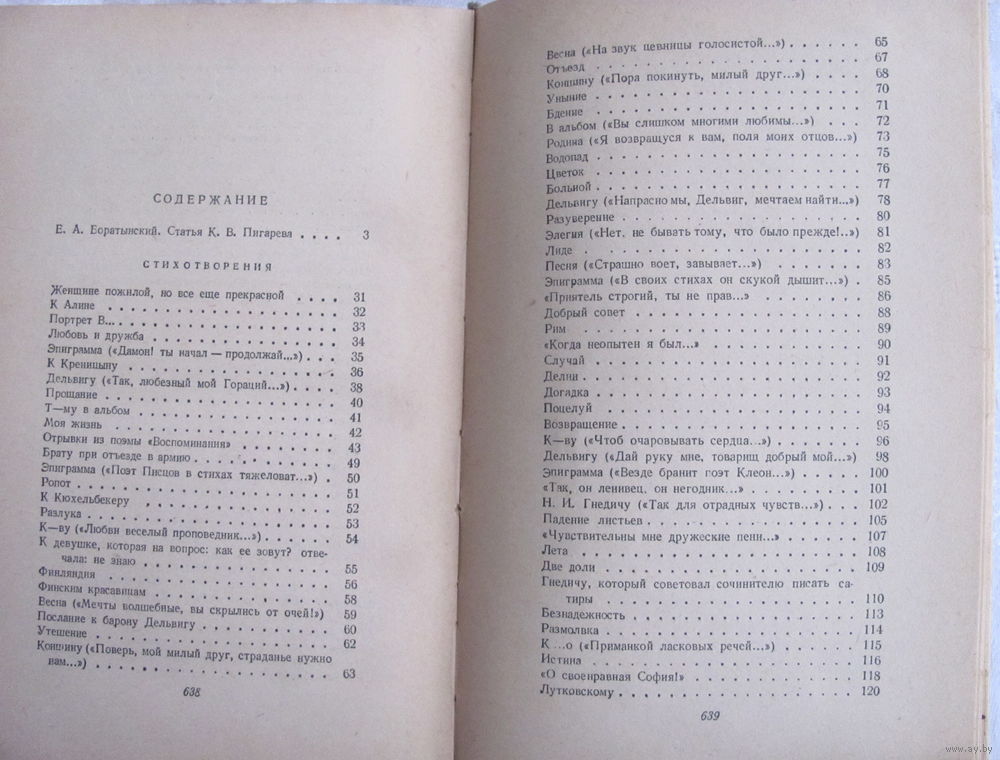 СОДЕРЖАНИЕ
Е. А. Боратынский. Статья К. В. Пигарева . . . . 3
СТИХОТВОРЕНИЯ
Женщине пожилой, но все еще прекрасной . . . . 31
К Алине . . . . . . . . . . . . . . . 32
Портрет В... . . . . . . . . . . . . . . 33
Любовь и дружба . . . . . . . . . . . . 34
Эпиграмма («Дамон! ты начал — продолжай...») . . . 35
К Креницыну . . . . . . . . . . . . . 36
Дельвигу («Так, любезный мой Гораций...») . . . . 38
Прощание . . . . . . . . . . . . . . 40
Т—му в альбом . . . . . . . . . . . . 41
Моя жизнь . . . . . . . . . . . . . . 42
Отрывки из поэмы «Воспоминания» . . . . . . 43
Брату при отъезде в армию . . . . . . . . . 49
Эпиграмма («Поэт Писцов в стихах тяжеловат...») . 50
Ропот . . . . . . . . . . . . . . . . 51
К Кюхельбекеру . . . . . . . . . . . . 52
Разлука . . . . . . . . . . . . . . . 53
К—ву («Любви веселый проповедник...») . . . . . 54
К девушке, которая на вопрос: как ее зовут? отве-
чала: не знаю . . . . . . . . . . . . 55
Финляндия . . . . . . . . . . . . . . 56
Финским красавицам . . . . . . . . . . . 58
Весна («Мечты волшебные, вы скрылись от очей!») 59
Послание к барону Дельвигу . . . . . . . . 60
Утешение . . . . . . . . . . . . . . 62
Коншину («Поверь, мой милый друг, страданье нужно
нам...») . . . . . . . . . . . . . . 63
638
Весна («На звук цевницы голосистой...») . . . . . . 65
Отъезд . . . . . . . . . . . . . . . 67
Коншину («Пора покинуть, милый друг...») . . . . 68
Уныние . . . . . . . . . . . . . . . 70
Бдение . . . . . . . . . . . . . . . 71
В альбом («Вы слишком многими любимы...») . . . 72
Родина («Я возвращуся к вам, поля моих отцов...») 73
Водопад . . . . . . . . . . . . . . . 75
Цветок . . . . . . . . . . . . . . . 76
Больной . . . . . . . . . . . . . . . 77
Дельвигу («Напрасно мы, Дельвиг, мечтаем найти...») 78
Разуверение . . . . . . . . . . . . . 80
Элегия («Нет, не бывать тому, что было прежде!..») 81
Лиде . . . . . . . . . . . . . . . . 82
Песня («Страшно воет, завывает...») . . . . . . . 83
Эпиграмма («В своих стихах он скукой дышит...») . 85
«Приятель строгий, ты не прав...» . . . . . . . 86
Добрый совет . . . . . . . . . . . . . 88
Рим . . . . . . . . . . . . . . . . 89
«Когда неопытен я был...» . . . . . . . . . 90
Случай . . . . . . . . . . . . . . . 91
Делии . . . . . . . . . . . . . . . . 92
Догадка . . . . . . . . . . . . . . . 93
Поцелуй . . . . . . . . . . . . . . . 94
Возвращение . . . . . . . . . . . . . 95
К—ву («Чтоб очаровывать сердца...») . . . . . . 96
Дельвигу («Дай руку мне, товарищ добрый мой...») 98
Эпиграмма («Везде бранит поэт Клеон...») . . . . 100
«Так, он ленивец, он негодник...» . . . . . . . 101
Н. И. Гнедичу («Так для отрадных чувств...») . . . 102
Падение листьев . . . . . . . . . . . . 105
«Чувствительны мне дружеские пени...» . . . . . 107
Лета . . . . . . . . . . . . . . . . 108
Две доли . . . . . . . . . . . . . . 109
Гнедичу, который советовал сочинителю писать са-
тиры . . . . . . . . . . . . . . . 110
Безнадежность . . . . . . . . . . . . . 113
Размолвка . . . . . . . . . . . . . . 114
К...о («Приманкой ласковых речей...») . . . . . 115
Истина . . . . . . . . . . . . . . . 116
«О своенравная София!» . . . . . . . . . . 118
Лутковскому . . . . . . . . . . . . . . 120
639
www.ay.by